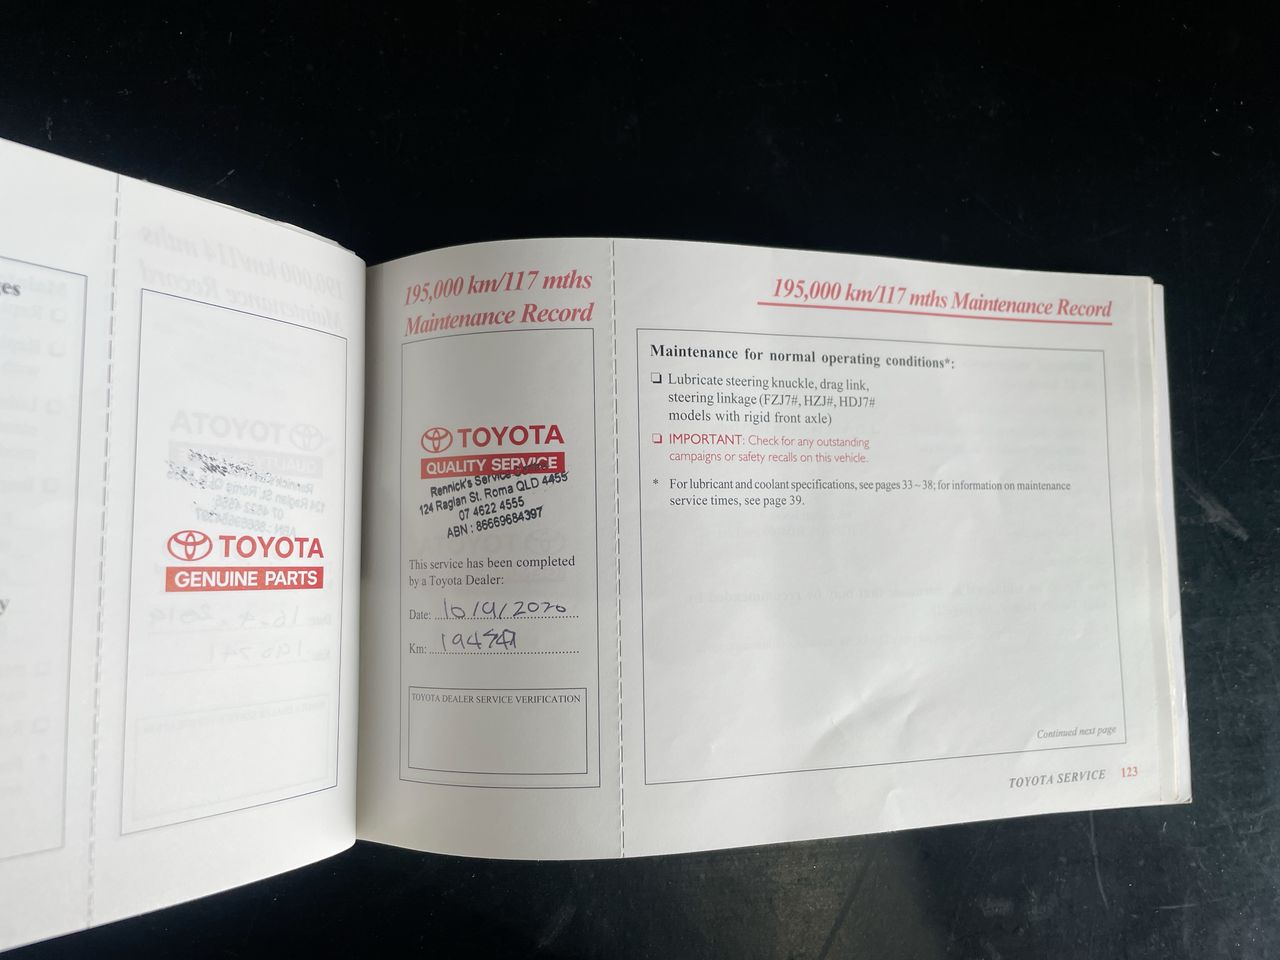 es
y
TOYOTA
GENUINE PARTS
195,000 km/117 mths
Maintenance Record
TOYOTA
QUALITY SERVICE
Rennick's Service
124 Raglan St. Roma QLD 4455
07 4622 4555
ABN : 86669684397
This service has been completed
by a Toyota Dealer:
Date: 10/9/2020
Km:
TOYOTA DEALER SERVICE VERIFICATION
195,000 km/117 mths Maintenance Record
Maintenance for normal operating conditions*:
❏ Lubricate steering knuckle, drag link,
steering linkage (FZJ7#, HZJ#, HDJ7#
models with rigid front axle)
❏ IMPORTANT: Check for any outstanding
campaigns or safety recalls on this vehicle.
* For lubricant and coolant specifications, see pages 33 ~ 38; for information on maintenance
service times, see page 39.
Continued next page
TOYOTA SERVICE 123